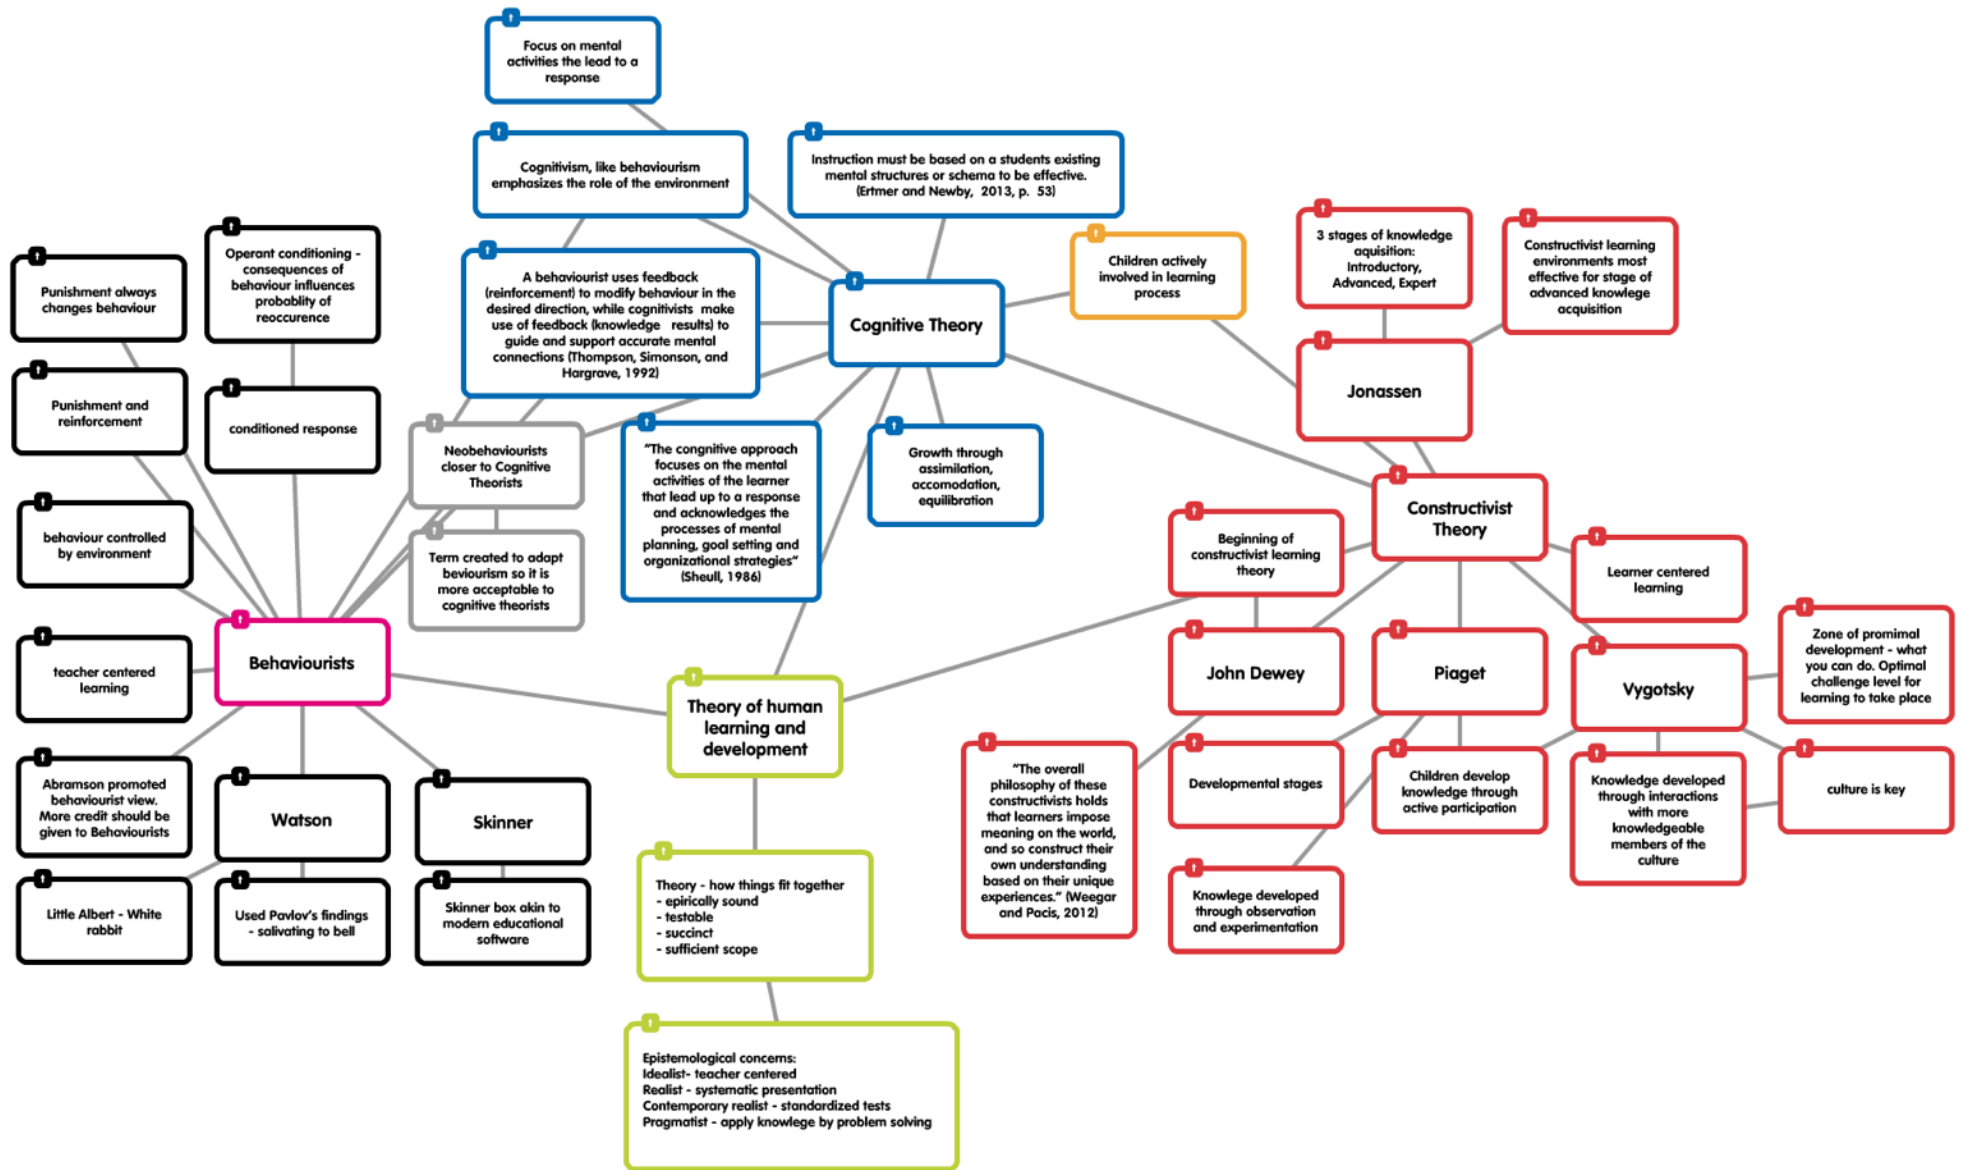 Focus on mental
activities the lead to a
response
Cognitivism, like behaviourism
emphasizes the role of the environment
Instruction must be based on a students existing
mental structures or schema to be effective.
(Ertmer and Newby, 2013, p. 53)
A behaviourist uses feedback
(reinforcement) to modify behaviour in the
desired direction, while cognitivists make
use of feedback (knowledge results) to
guide and support accurate mental
connections (Thompson, Simonson, and
Hargrave, 1992)
Cognitive Theory
Children actively
involved in learning
process
3 stages of knowledge
aquisition:
Introductory,
Advanced, Expert
Constructivist learning
environments most
effective for stage of
advanced knowlege
acquisition
Jonassen
Punishment always
changes behaviour
Operant conditioning -
consequences of
behaviour influences
probablity of
reoccurence
Punishment and
reinforcement
conditioned response
Neobehaviourists
closer to Cognitive
Theorists
"The congnitive approach
focuses on the mental
activities of the learner
that lead up to a response
and acknowledges the
processes of mental
planning, goal setting and
organizational strategies"
(Sheull, 1986)
Growth through
assimilation,
accomodation,
equilibration
Constructivist
Theory
behaviour controlled
by environment
Term created to adapt
beviourism so it is
more acceptable to
cognitive theorists
Beginning of
constructivist learning
theory
Learner centered
learning
Behaviourists
teacher centered
learning
Theory of human
learning and
development
John Dewey
Piaget
Vygotsky
Zone of promimal
development - what
you can do. Optimal
challenge level for
learning to take place
Abramson promoted
behaviourist view.
More credit should be
given to Behaviourists
Watson
Skinner
"The overall
philosophy of these
constructivists holds
that learners impose
meaning on the world,
and so construct their
own understanding
based on their unique
experiences." (Weegar
and Pacis, 2012)
Developmental stages
Children develop
knowledge through
active participation
Knowledge developed
through interactions
with more
knowledgeable
members of the
culture
culture is key
Little Albert - White
rabbit
Used Pavlov's findings
- salivating to bell
Skinner box akin to
modern educational
software
Theory - how things fit together
- epirically sound
- testable
- succinct
- sufficient scope
Knowlege developed
through observation
and experimentation
Epistemological concerns:
Idealist- teacher centered
Realist - systematic presentation
Contemporary realist - standardized tests
Pragmatist - apply knowlege by problem solving